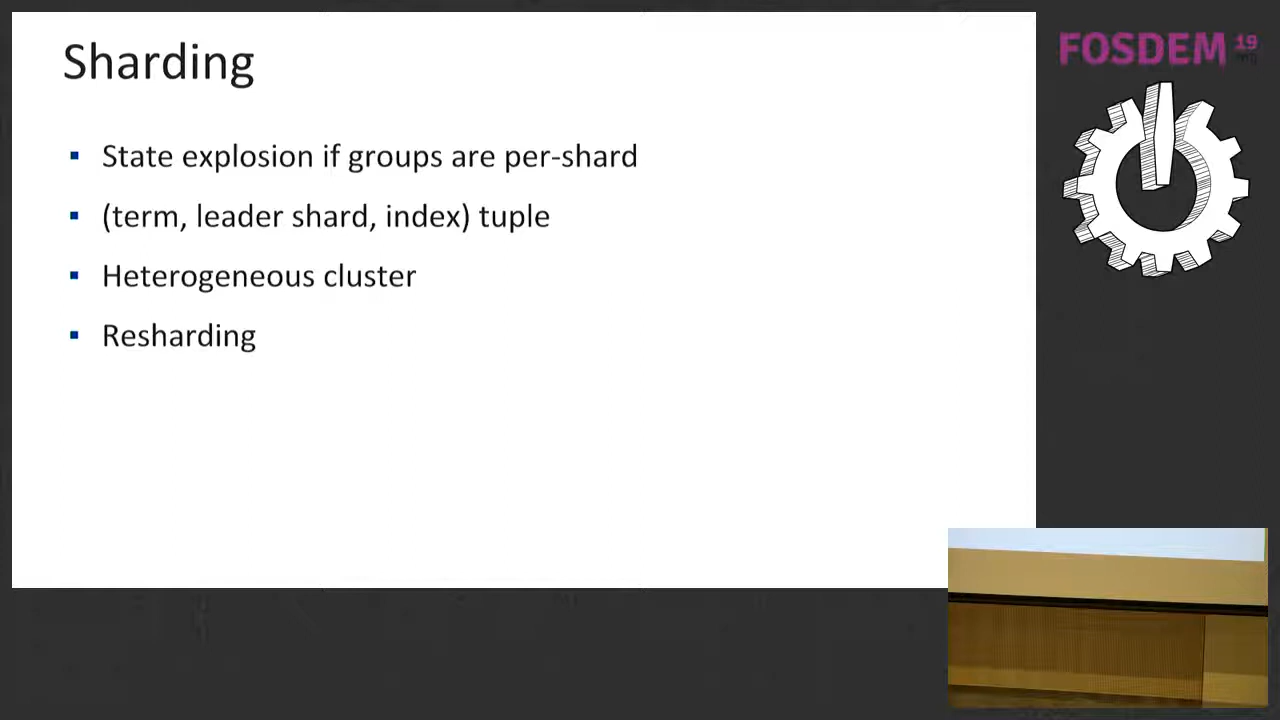 Sharding
State explosion if groups are per-shard
(term, leader shard, index) tuple
Heterogeneous cluster
Resharding
FOSDEM 19